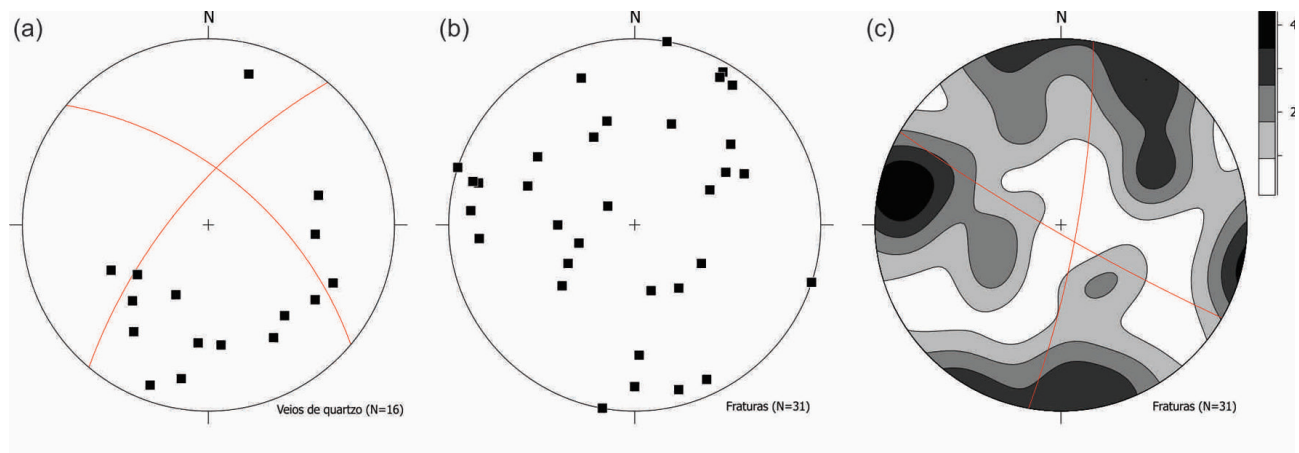 (a)
N
Veios de quartzo (N=16)
(b)
N
Fraturas (N=31)
(c)
N
4
2
Fraturas (N=31)